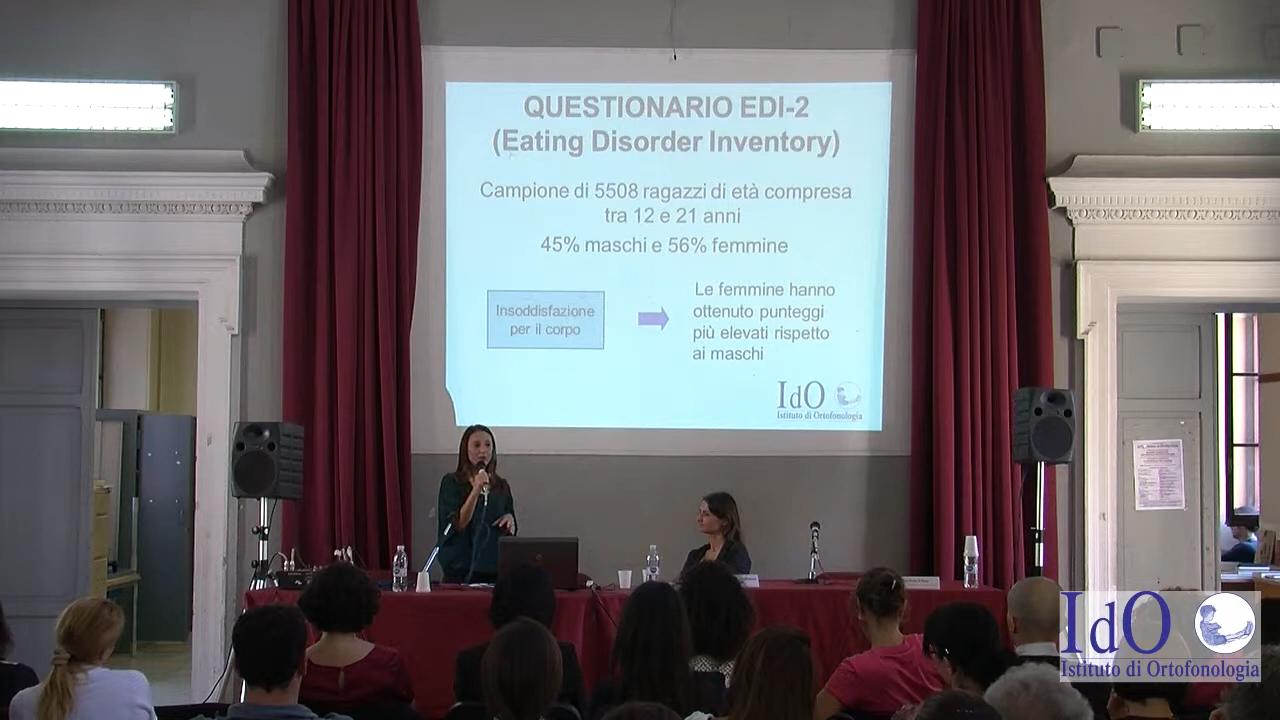 QUESTIONARIO EDI-2
(Eating Disorder Inventory)
Campione di 5508 ragazzi di età compresa
tra 12 e 21 anni
45% maschi e 56% femmine
Insoddisfazione
per il corpo
Le femmine hanno
ottenuto punteggi
più elevati rispetto
ai maschi
IdO
Istituto di Ortofonologia
IdO
Istituto di Ortofonologia